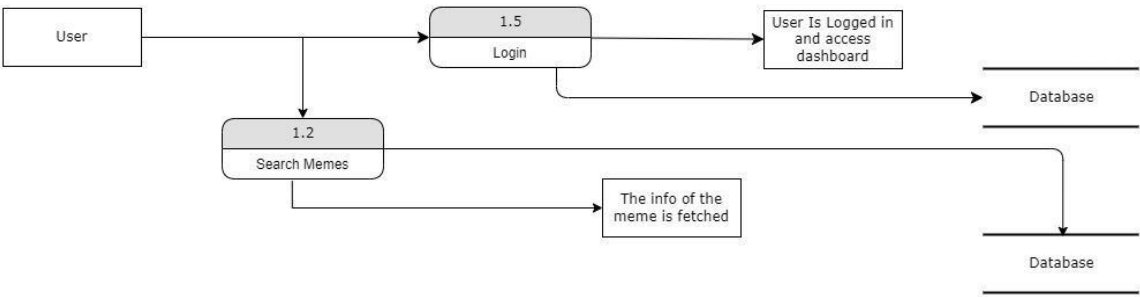 User
1.5
Login
User Is Logged in
and access
dashboard
Database
1.2
Search Memes
The info of the
meme is fetched
Database